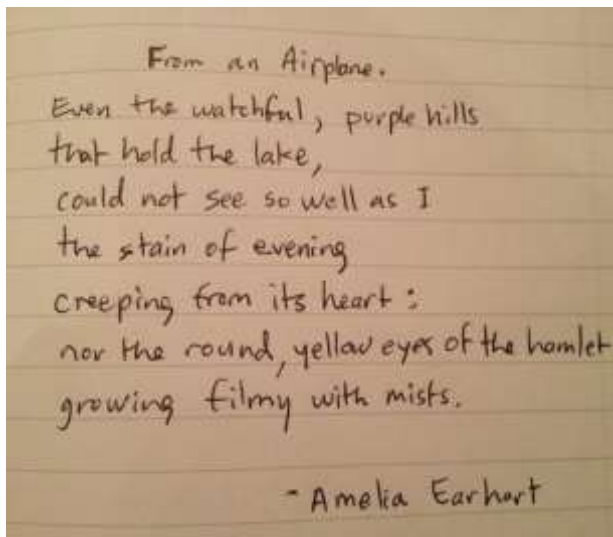 From an Airplane.
Even the watchful, purple hills
that hold the lake,
could not see so well as I
the stain of evening
creeping from its heart :
nor the round, yellow eyes of the hamlet
growing filmy with mists.
- Amelia Earhart